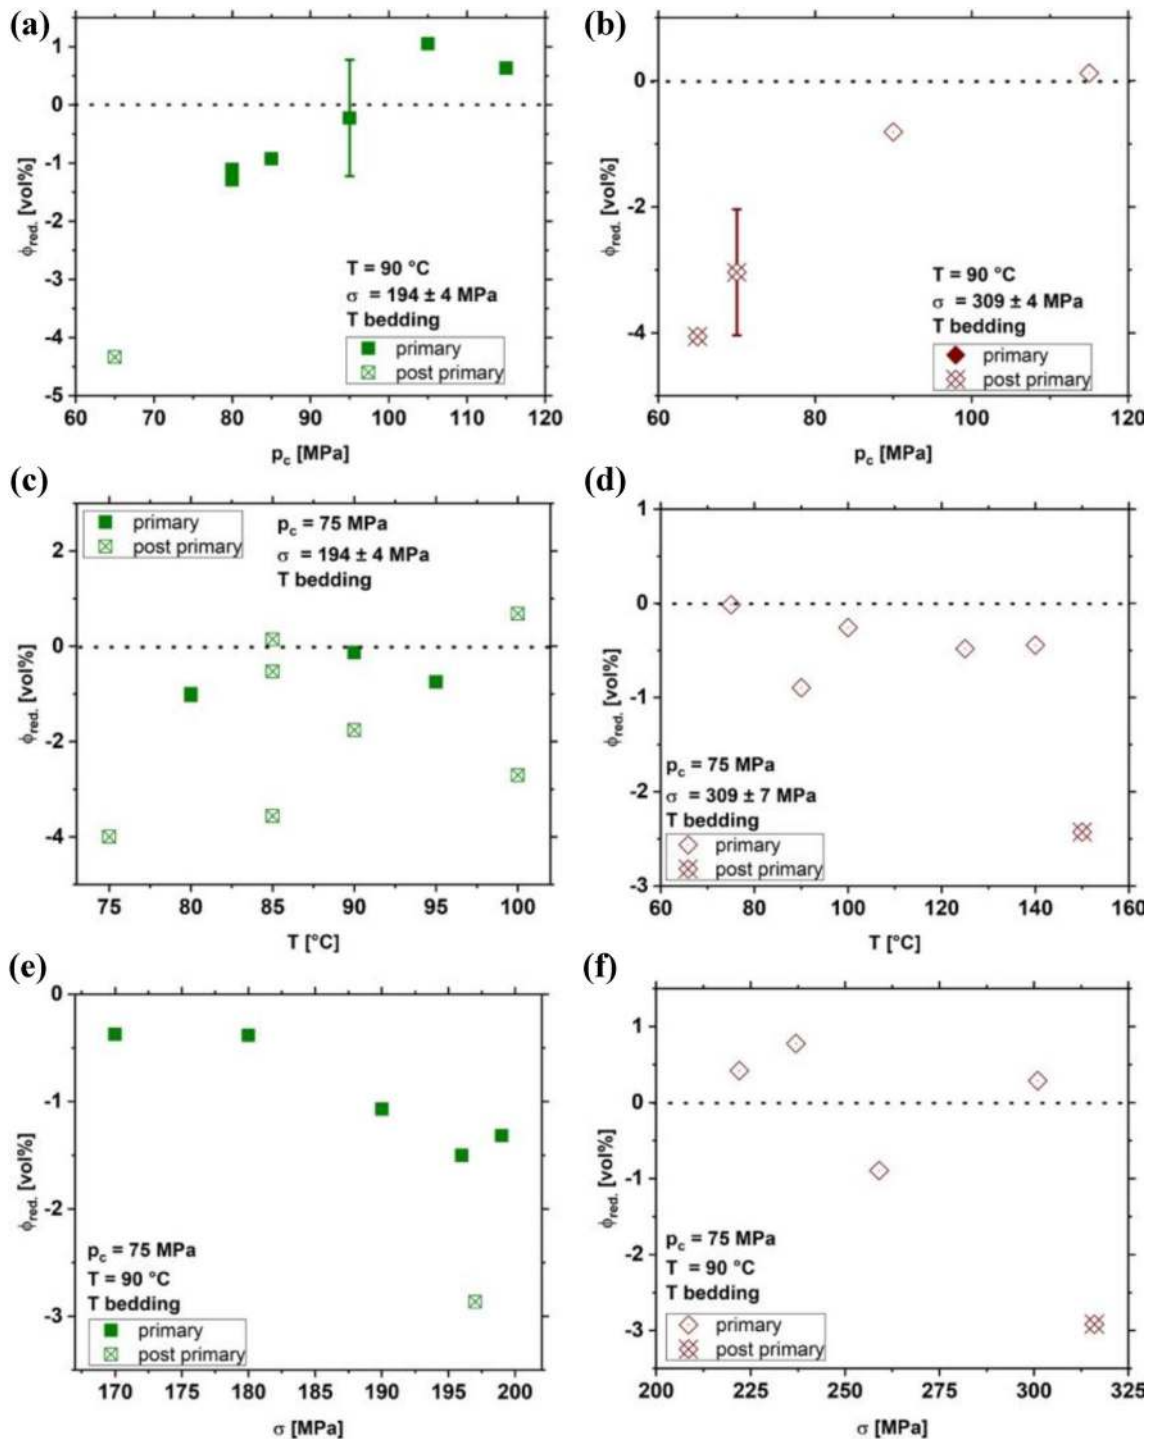 (a)
1
0
-1
-2
-3
-4
-5
ϕred. [vol%]
T = 90 °C
σ = 194 ± 4 MPa
T bedding
primary
post primary
60 70 80 90 100 110 120
pc [MPa]
(b)
0
-2
-4
ϕred. [vol%]
T = 90 °C
σ = 309 ± 4 MPa
T bedding
primary
post primary
60 80 100 120
pc [MPa]
(c)
2
0
-2
-4
ϕred. [vol%]
primary
post primary
pc = 75 MPa
σ = 194 ± 4 MPa
T bedding
75 80 85 90 95 100
T [°C]
(d)
1
0
-1
-2
-3
ϕred. [vol%]
pc = 75 MPa
σ = 309 ± 7 MPa
T bedding
primary
post primary
60 80 100 120 140 160
T [°C]
(e)
0
-1
-2
-3
ϕred. [vol%]
pc = 75 MPa
T = 90 °C
T bedding
primary
post primary
170 175 180 185 190 195 200
σ [MPa]
(f)
1
0
-1
-2
-3
ϕred. [vol%]
pc = 75 MPa
T = 90 °C
T bedding
primary
post primary
200 225 250 275 300 325
σ [MPa]